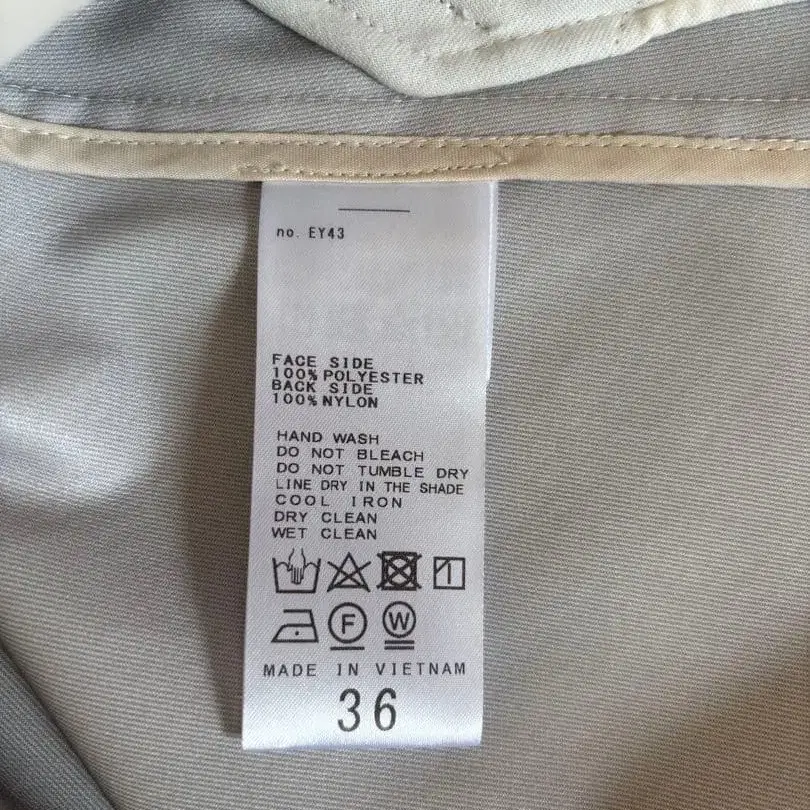 no. EY43
FACE SIDE
100% POLYESTER
BACK SIDE
100% NYLON
HAND WASH
DO NOT BLEACH
DO NOT TUMBLE DRY
LINE DRY IN THE SHADE
COOL IRON
DRY CLEAN
WET CLEAN
F W
MADE IN VIETNAM
36